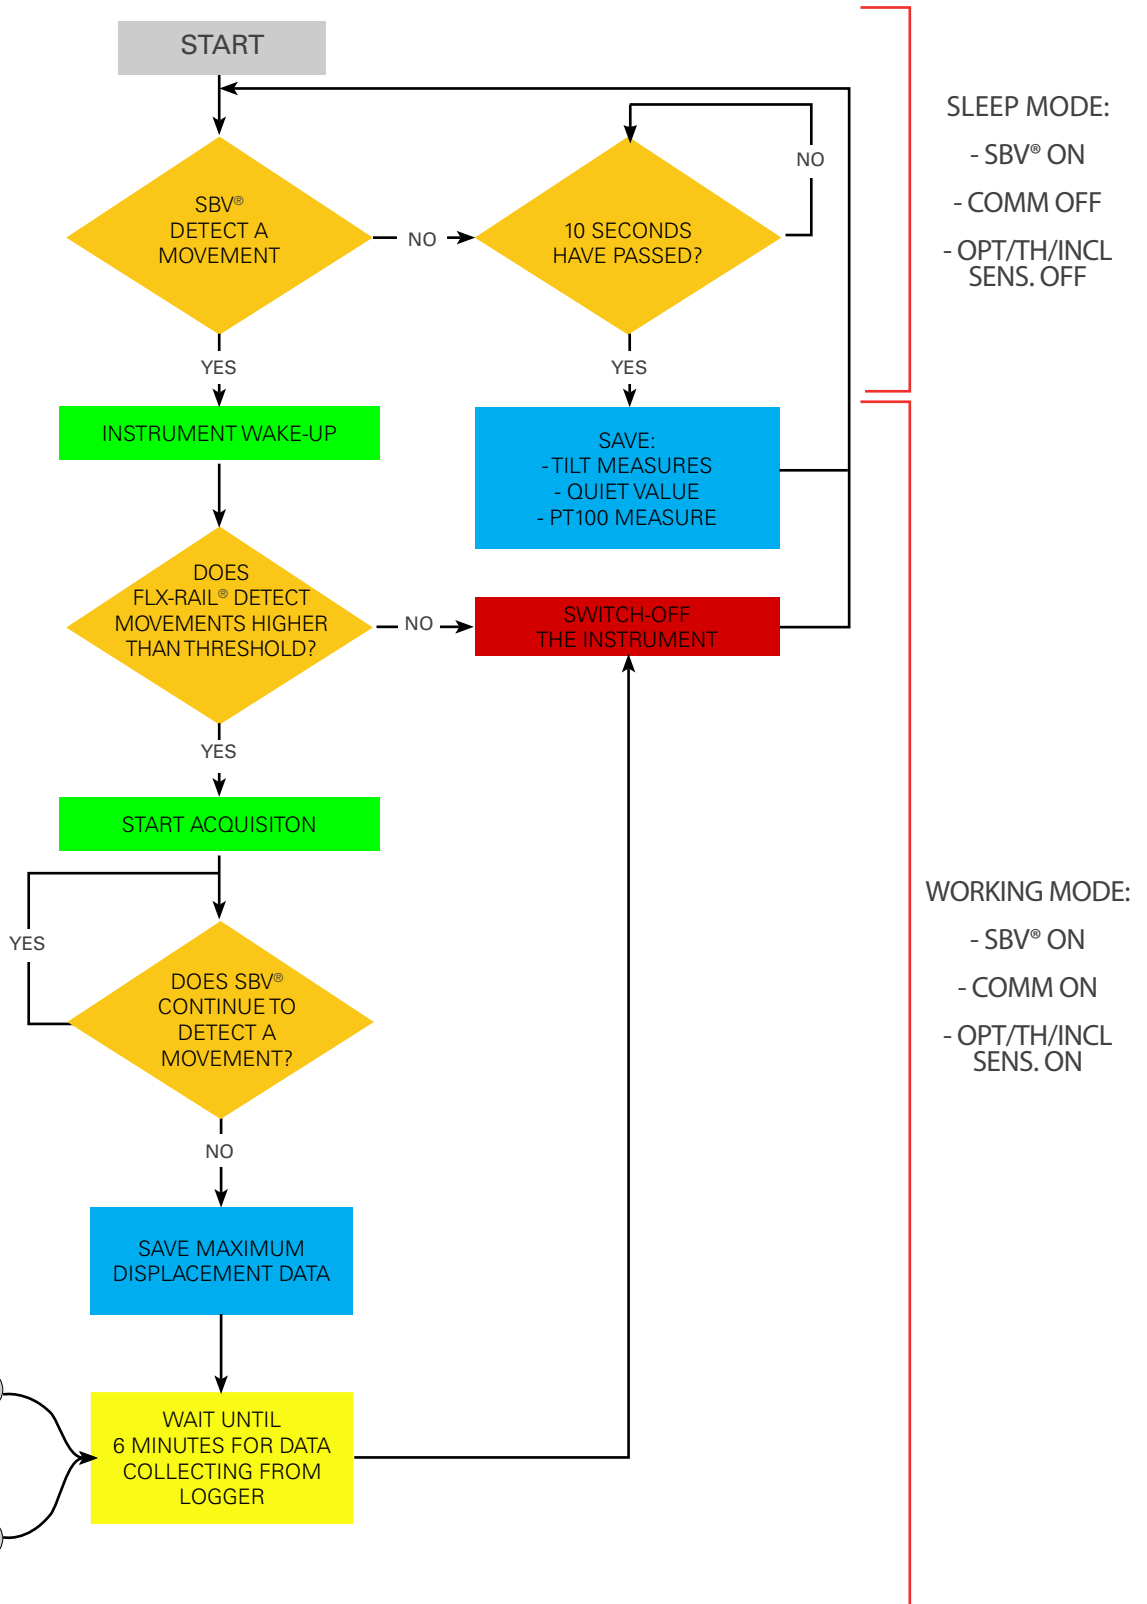 START
SBV®
DETECT A
MOVEMENT
NO
10 SECONDS
HAVE PASSED?
NO
YES
YES
INSTRUMENT WAKE-UP
SAVE:
- TILT MEASURES
- QUIET VALUE
- PT100 MEASURE
DOES
FLX-RAIL® DETECT
MOVEMENTS HIGHER
THAN THRESHOLD?
NO
SWITCH-OFF
THE INSTRUMENT
YES
START ACQUISITON
YES
DOES SBV®
CONTINUE TO
DETECT A
MOVEMENT?
NO
SAVE MAXIMUM
DISPLACEMENT DATA
WAIT UNTIL
6 MINUTES FOR DATA
COLLECTING FROM
LOGGER
SLEEP MODE:
- SBV® ON
- COMM OFF
- OPT/TH/INCL
SENS. OFF
WORKING MODE:
- SBV® ON
- COMM ON
- OPT/TH/INCL
SENS. ON